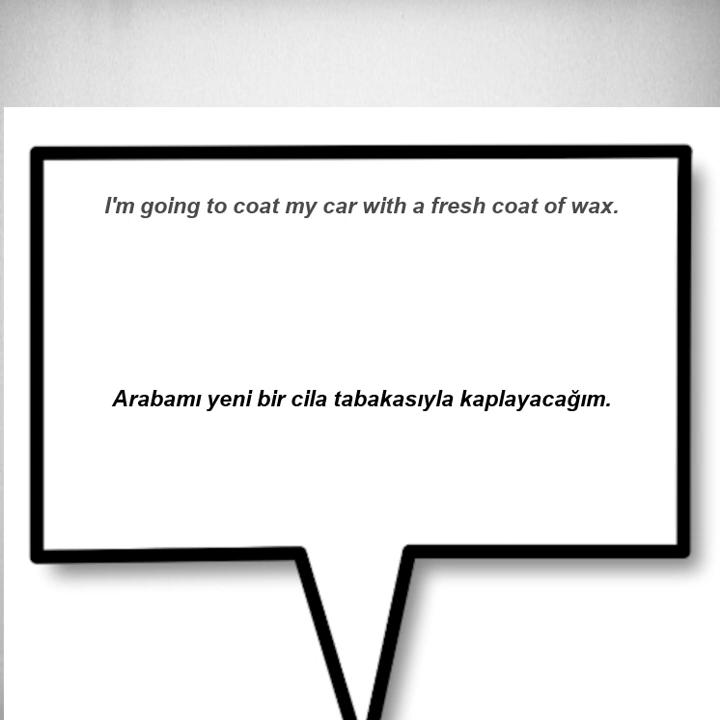 I'm going to coat my car with a fresh coat of wax.
Arabamı yeni bir cila tabakasıyla kaplayacağım.